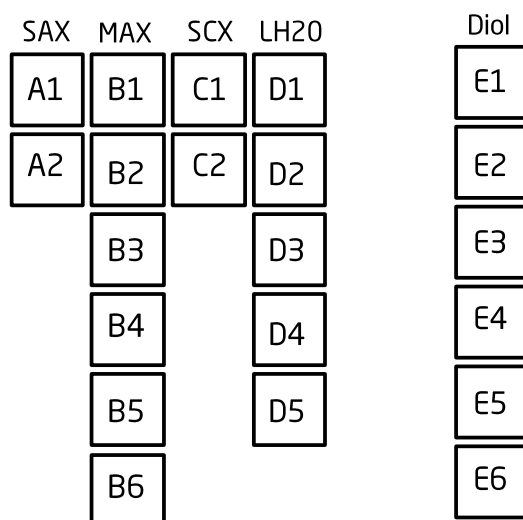 SAX MAX SCX LH20 Diol
A1 B1 C1 D1 E1
A2 B2 C2 D2 E2
B3 D3 E3
B4 D4 E4
B5 D5 E5
B6 E6